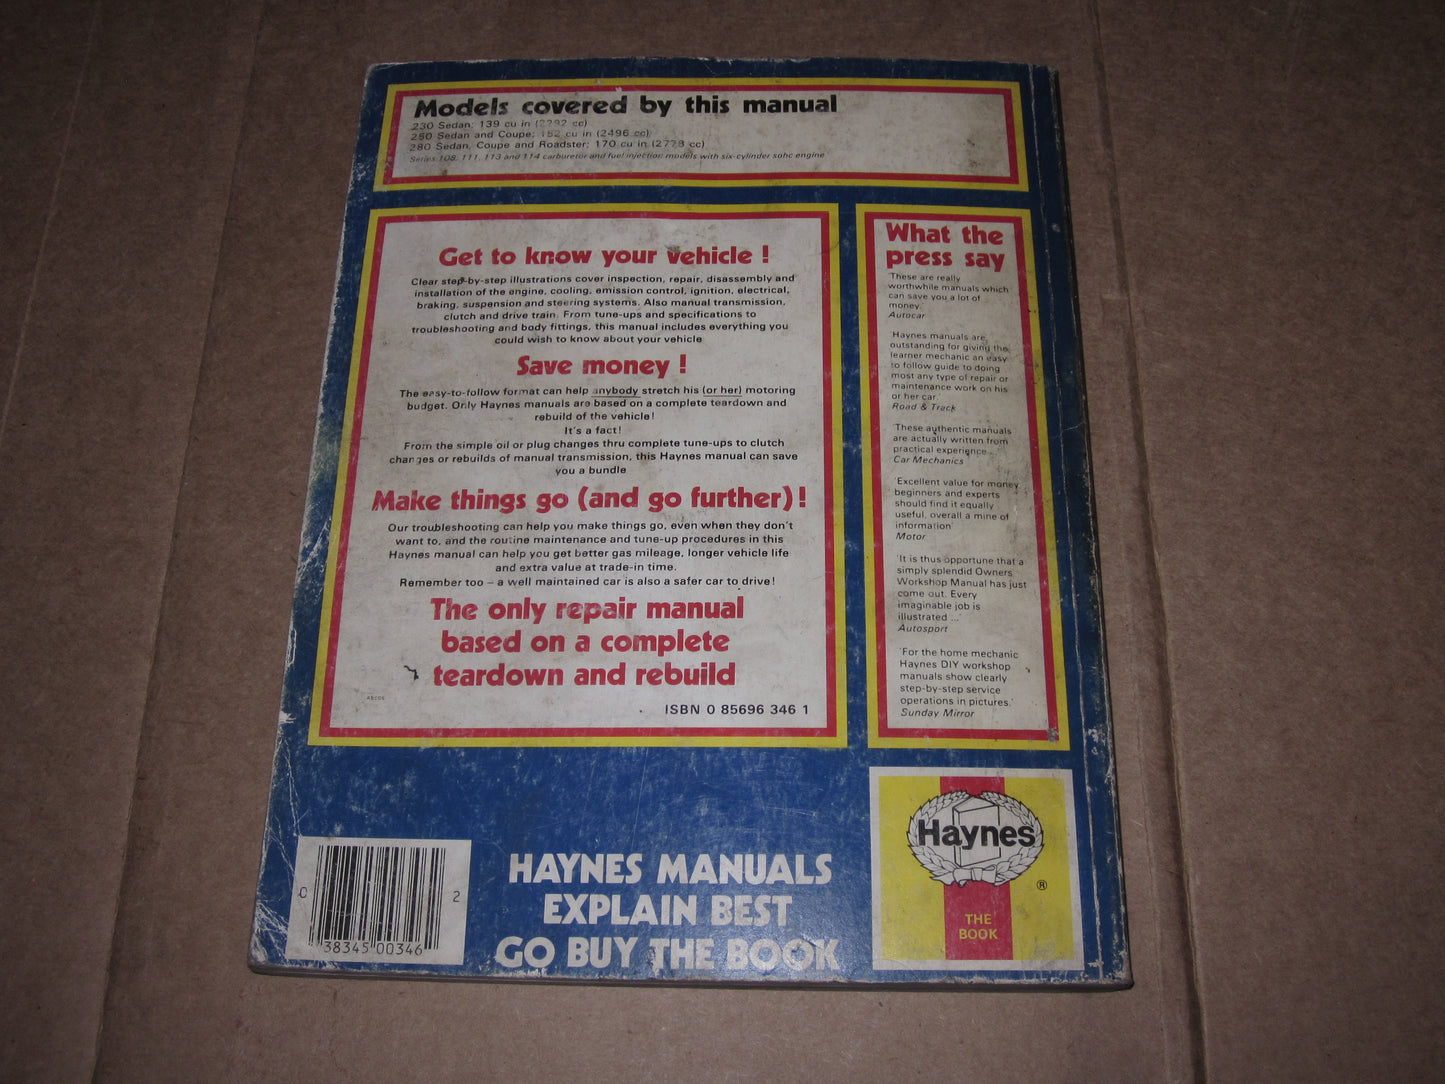 Models covered by this manual
230 Sedan; 139 cu in (2292 cc)
250 Sedan and Coupe; 152 cu in (2496 cc)
280 Sedan, Coupe and Roadster; 170 cu in (2778 cc)
Series 108, 111, 113 and 114 carburetor and fuel injection models with six-cylinder sohc engine
Get to know your vehicle !
Clear step-by-step illustrations cover inspection, repair, disassembly and
installation of the engine, cooling, emission control, ignition, electrical,
braking, suspension and steering systems. Also manual transmission,
clutch and drive train. From tune-ups and specifications to
troubleshooting and body fittings, this manual includes everything you
could wish to know about your vehicle
Save money !
The easy-to-follow format can help anybody stretch his (or her) motoring
budget. Only Haynes manuals are based on a complete teardown and
rebuild of the vehicle!
It's a fact!
From the simple oil or plug changes thru complete tune-ups to clutch
changes or rebuilds of manual transmission, this Haynes manual can save
you a bundle
Make things go (and go further) !
Our troubleshooting can help you make things go, even when they don't
want to, and the routine maintenance and tune-up procedures in this
Haynes manual can help you get better gas mileage, longer vehicle life
and extra value at trade-in time.
Remember too – a well maintained car is also a safer car to drive!
The only repair manual
based on a complete
teardown and rebuild
ISBN 0 85696 346 1
What the
press say
'These are really
worthwhile manuals which
can save you a lot of
money.'
Autocar
'Haynes manuals are
outstanding for giving the
learner mechanic an easy
to follow guide to doing
most any type of repair or
maintenance work on his
or her car.'
Road & Track
'These authentic manuals
are actually written from
practical experience ...'
Car Mechanics
'Excellent value for money
beginners and experts
should find it equally
useful, overall a mine of
information'
Motor
'It is thus opportune that a
simply splendid Owners
Workshop Manual has just
come out. Every
imaginable job is
illustrated ...'
Autosport
'For the home mechanic
Haynes DIY workshop
manuals show clearly
step-by-step service
operations in pictures.'
Sunday Mirror
0 38345 00346 2
HAYNES MANUALS
EXPLAIN BEST
GO BUY THE BOOK
Haynes
®
THE
BOOK